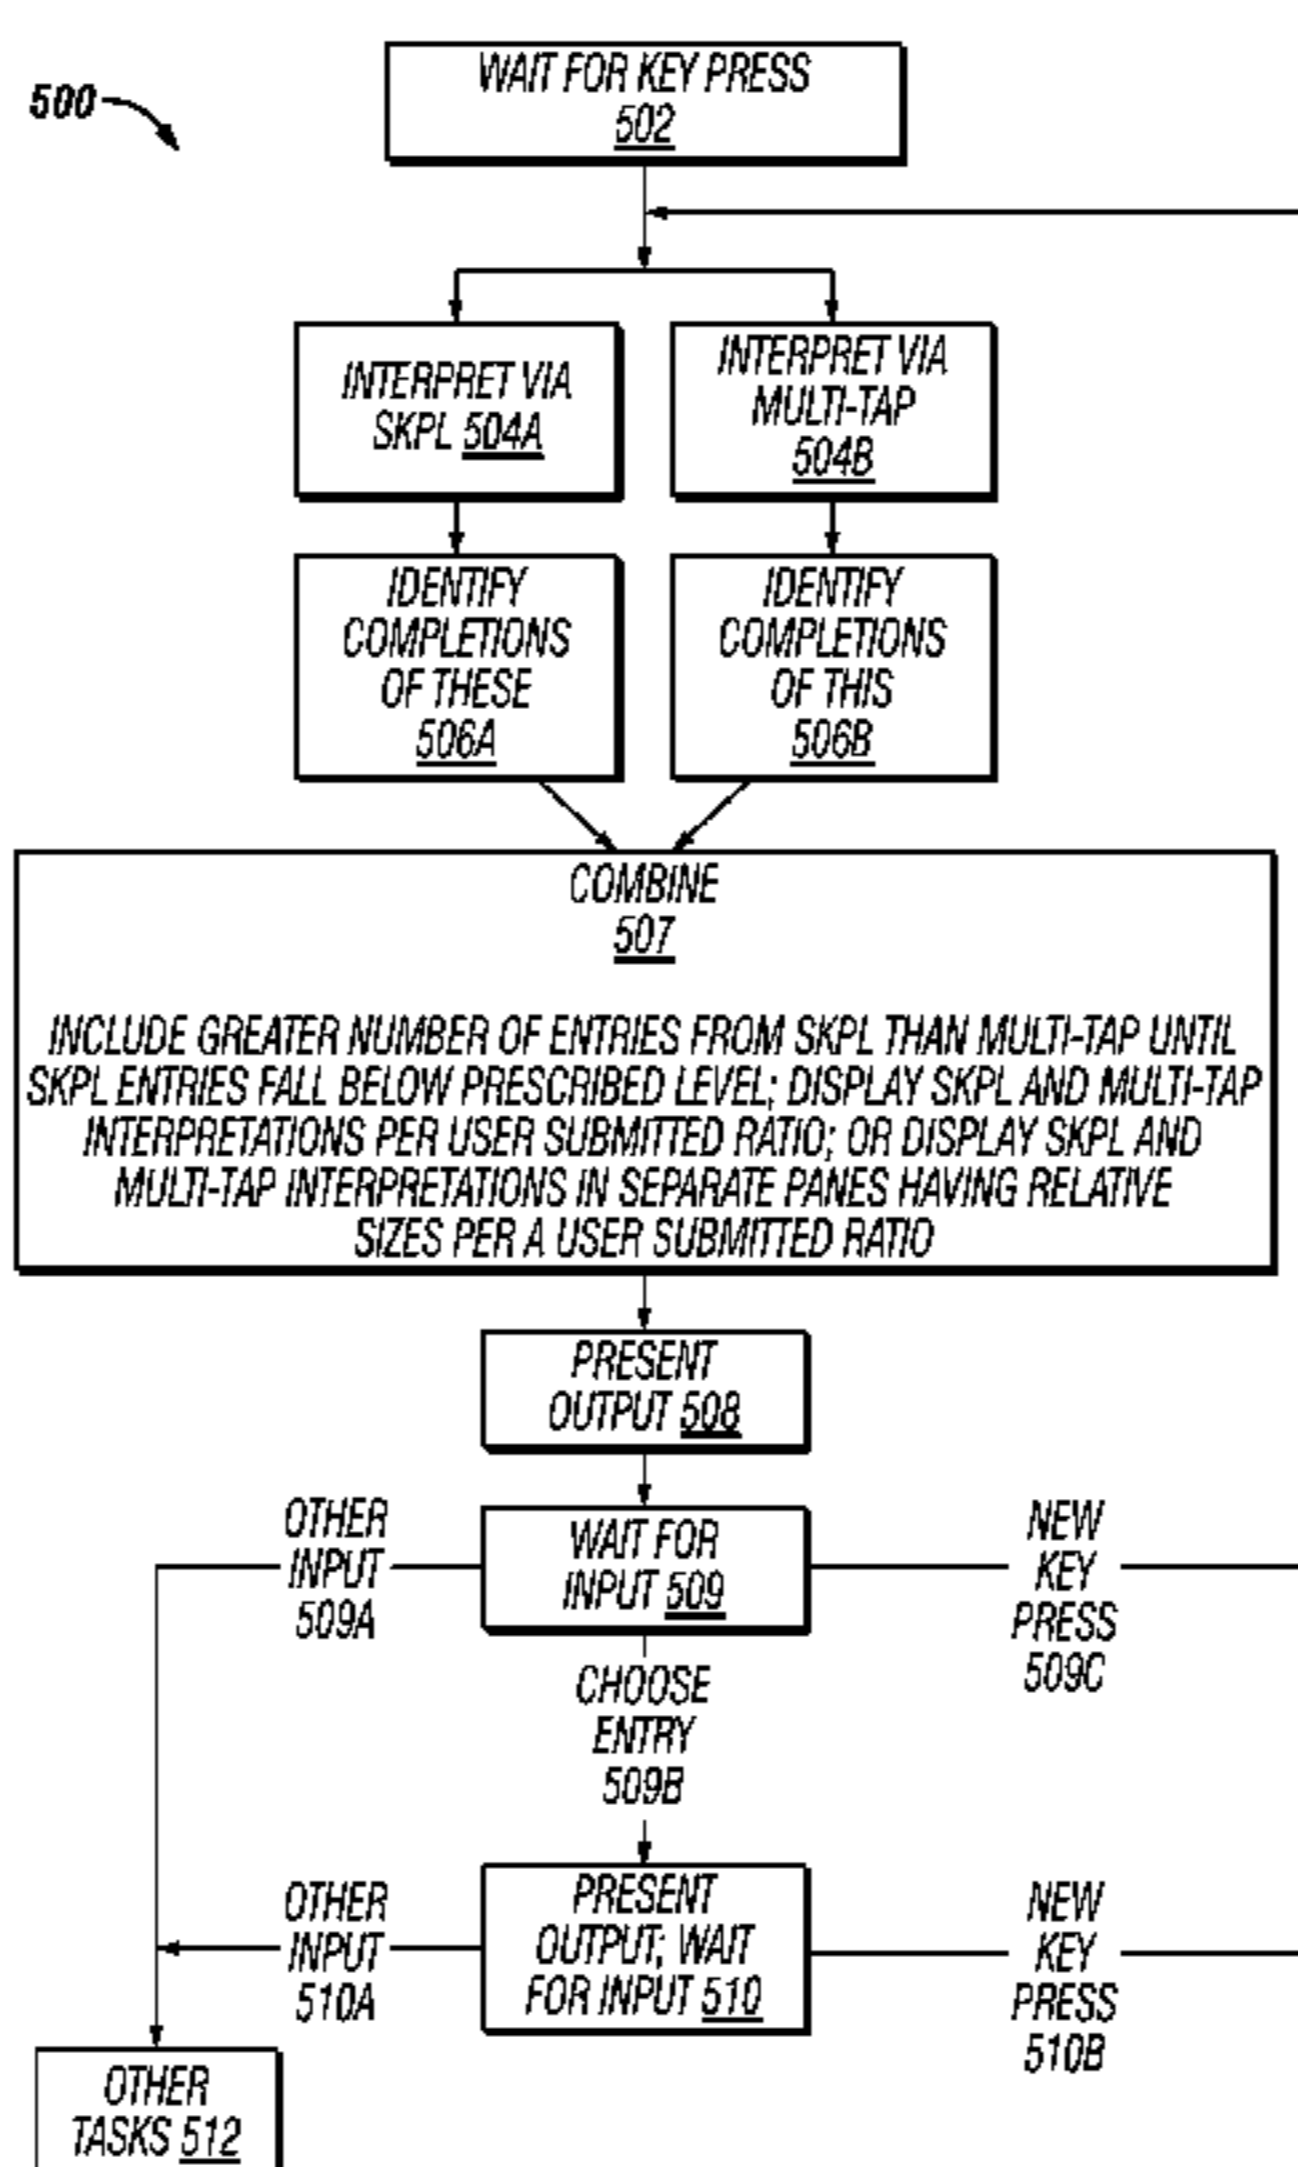 500
WAIT FOR KEY PRESS
502
INTERPRET VIA
SKPL 504A
INTERPRET VIA
MULTI-TAP
504B
IDENTIFY
COMPLETIONS
OF THESE
506A
IDENTIFY
COMPLETIONS
OF THIS
506B
COMBINE
507
INCLUDE GREATER NUMBER OF ENTRIES FROM SKPL THAN MULTI-TAP UNTIL
SKPL ENTRIES FALL BELOW PRESCRIBED LEVEL; DISPLAY SKPL AND MULTI-TAP
INTERPRETATIONS PER USER SUBMITTED RATIO; OR DISPLAY SKPL AND
MULTI-TAP INTERPRETATIONS IN SEPARATE PANES HAVING RELATIVE
SIZES PER A USER SUBMITTED RATIO
PRESENT
OUTPUT 508
OTHER
INPUT
509A
WAIT FOR
INPUT 509
NEW
KEY
PRESS
509C
CHOOSE
ENTRY
509B
OTHER
INPUT
510A
PRESENT
OUTPUT; WAIT
FOR INPUT 510
NEW
KEY
PRESS
510B
OTHER
TASKS 512